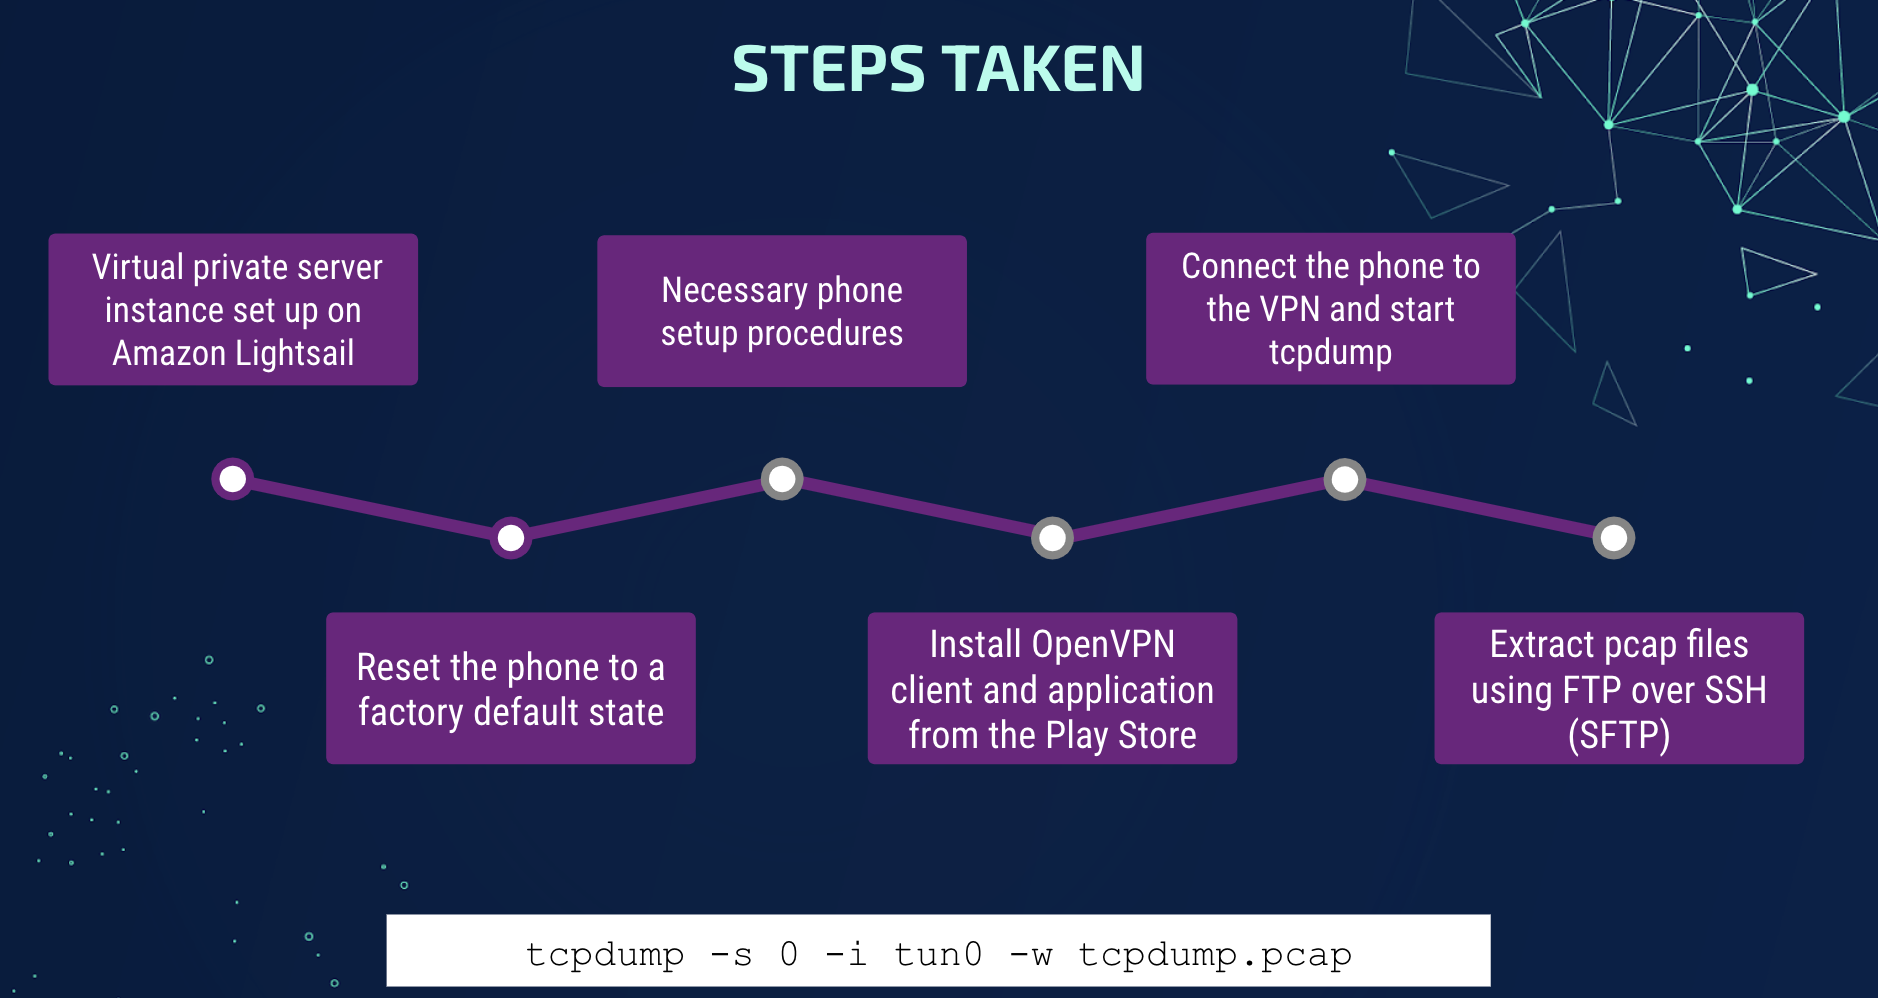 STEPS TAKEN
Virtual private server
instance set up on
Amazon Lightsail
Reset the phone to a
factory default state
Necessary phone
setup procedures
Install OpenVPN
client and application
from the Play Store
Connect the phone to
the VPN and start
tcpdump
Extract pcap files
using FTP over SSH
(SFTP)
tcpdump -s 0 -i tun0 -w tcpdump.pcap